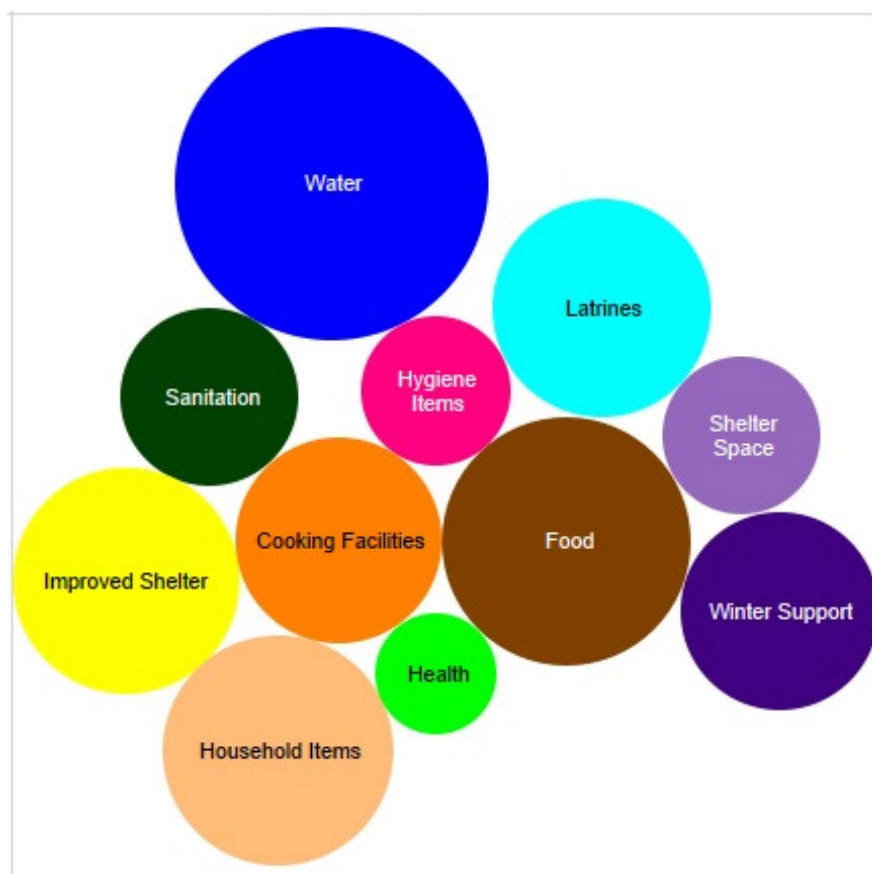 Water
Latrines
Hygiene
Items
Sanitation
Shelter
Space
Cooking Facilities
Food
Improved Shelter
Winter Support
Health
Household Items